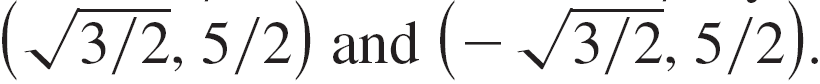 (√3/2, 5/2) and (− √3/2, 5/2).